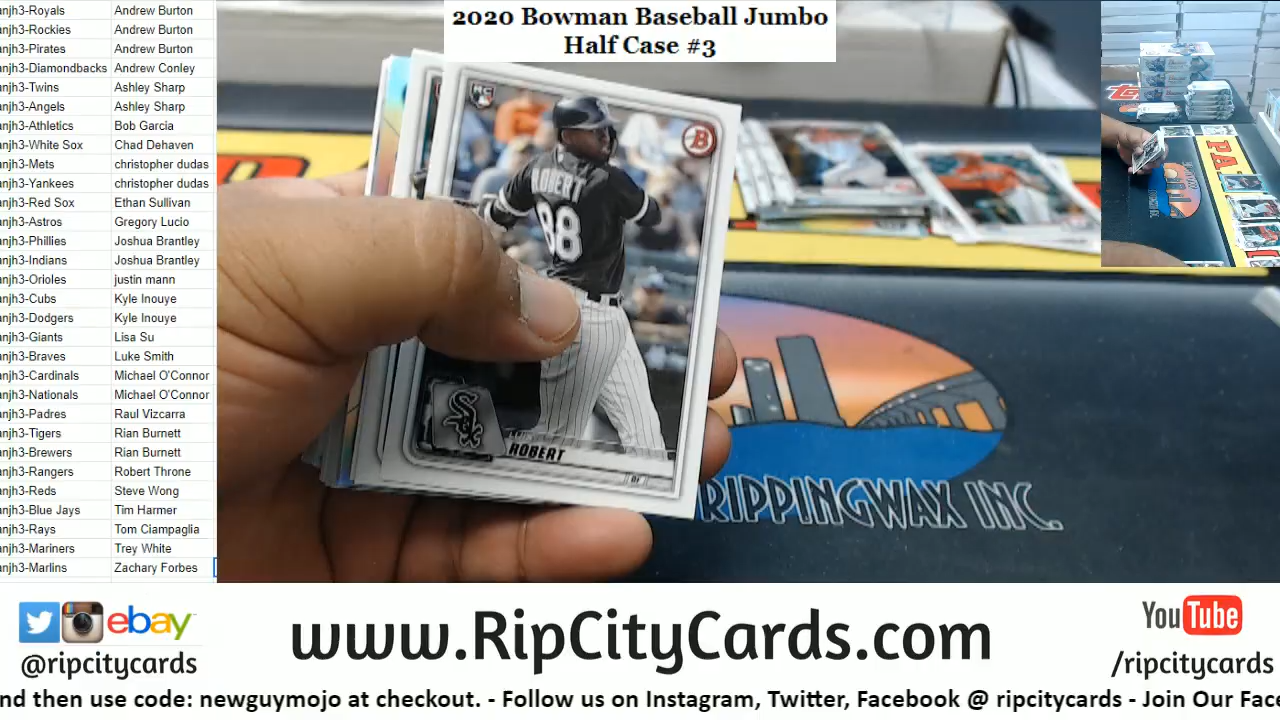 2020 Bowman Baseball Jumbo
Half Case #3
anjh3-Royals Andrew Burton
anjh3-Rockies Andrew Burton
anjh3-Pirates Andrew Burton
anjh3-Diamondbacks Andrew Conley
anjh3-Twins Ashley Sharp
anjh3-Angels Ashley Sharp
anjh3-Athletics Bob Garcia
anjh3-White Sox Chad Dehaven
anjh3-Mets christopher dudas
anjh3-Yankees christopher dudas
anjh3-Red Sox Ethan Sullivan
anjh3-Astros Gregory Lucio
anjh3-Phillies Joshua Brantley
anjh3-Indians Joshua Brantley
anjh3-Orioles justin mann
anjh3-Cubs Kyle Inouye
anjh3-Dodgers Kyle Inouye
anjh3-Giants Lisa Su
anjh3-Braves Luke Smith
anjh3-Cardinals Michael O'Connor
anjh3-Nationals Michael O'Connor
anjh3-Padres Raul Vizcarra
anjh3-Tigers Rian Burnett
anjh3-Brewers Rian Burnett
anjh3-Rangers Robert Throne
anjh3-Reds Steve Wong
anjh3-Blue Jays Tim Harmer
anjh3-Rays Tom Ciampaglia
anjh3-Mariners Trey White
anjh3-Marlins Zachary Forbes
RC
B
ROBERT
88
Sox
ROBERT
OF
RIPPINGWAX INC.
ebay
@ripcitycards
www.RipCityCards.com
YouTube
/ripcitycards
nd then use code: newguymojo at checkout. - Follow us on Instagram, Twitter, Facebook @ ripcitycards - Join Our Fac